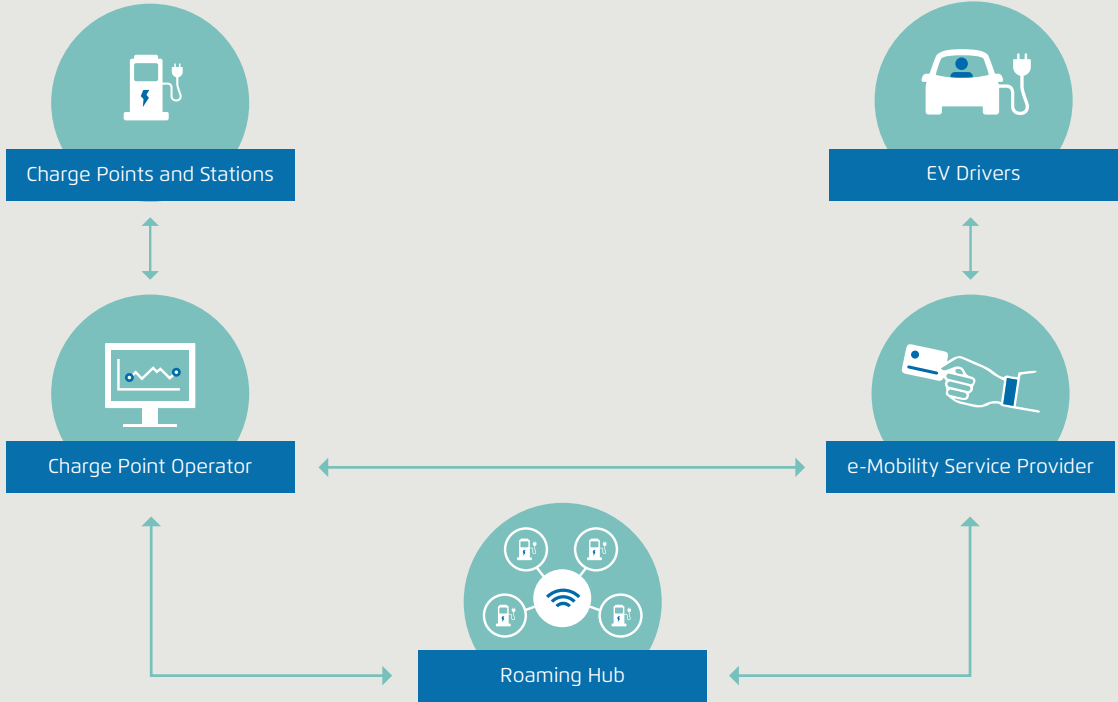 Charge Points and Stations
EV Drivers
Charge Point Operator
e-Mobility Service Provider
Roaming Hub